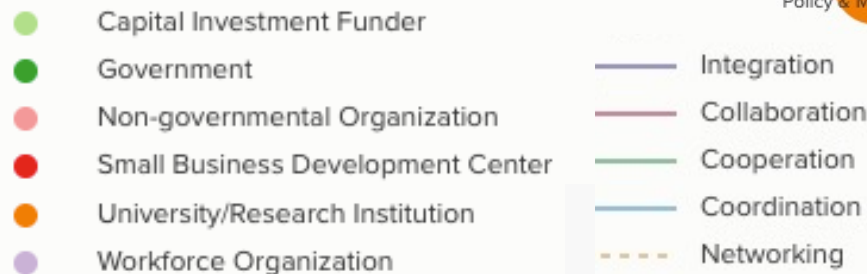 Policy & M
Capital Investment Funder
Government
Non-governmental Organization
Small Business Development Center
University/Research Institution
Workforce Organization
Integration
Collaboration
Cooperation
Coordination
Networking